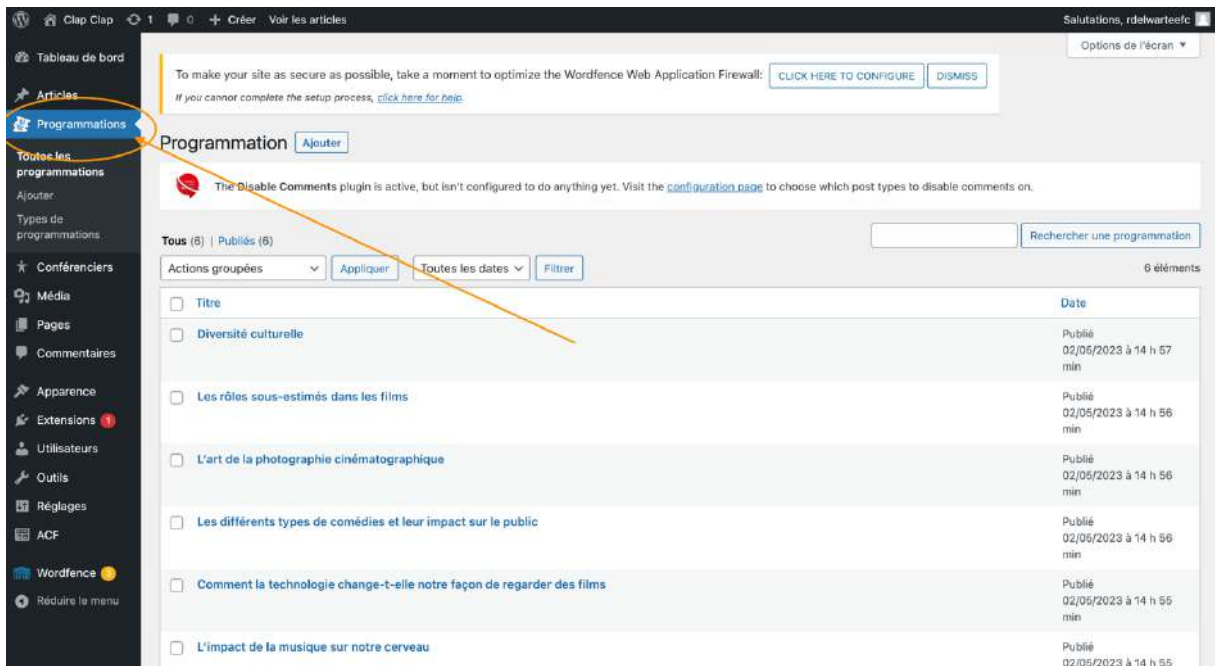 Clap Clap 1 0 + Créer Voir les articles Salutations, rdelwarteefc
Options de l'écran ▼
Tableau de bord
Articles
Programmations
Toutes les
programmations
Ajouter
Types de
programmations
Conférenciers
Média
Pages
Commentaires
Apparence
Extensions 1
Utilisateurs
Outils
Réglages
ACF
Wordfence 3
Réduire le menu
To make your site as secure as possible, take a moment to optimize the Wordfence Web Application Firewall: CLICK HERE TO CONFIGURE DISMISS
If you cannot complete the setup process, click here for help.
Programmation Ajouter
The Disable Comments plugin is active, but isn't configured to do anything yet. Visit the configuration page to choose which post types to disable comments on.
Tous (6) | Publiés (6)
Rechercher une programmation
Actions groupées Appliquer Toutes les dates Filtrer 6 éléments
Titre Date
Diversité culturelle Publié
02/05/2023 à 14 h 57
min
Les rôles sous-estimés dans les films Publié
02/05/2023 à 14 h 56
min
L'art de la photographie cinématographique Publié
02/05/2023 à 14 h 56
min
Les différents types de comédies et leur impact sur le public Publié
02/05/2023 à 14 h 56
min
Comment la technologie change-t-elle notre façon de regarder des films Publié
02/05/2023 à 14 h 55
min
L'impact de la musique sur notre cerveau Publié
02/05/2023 à 14 h 55